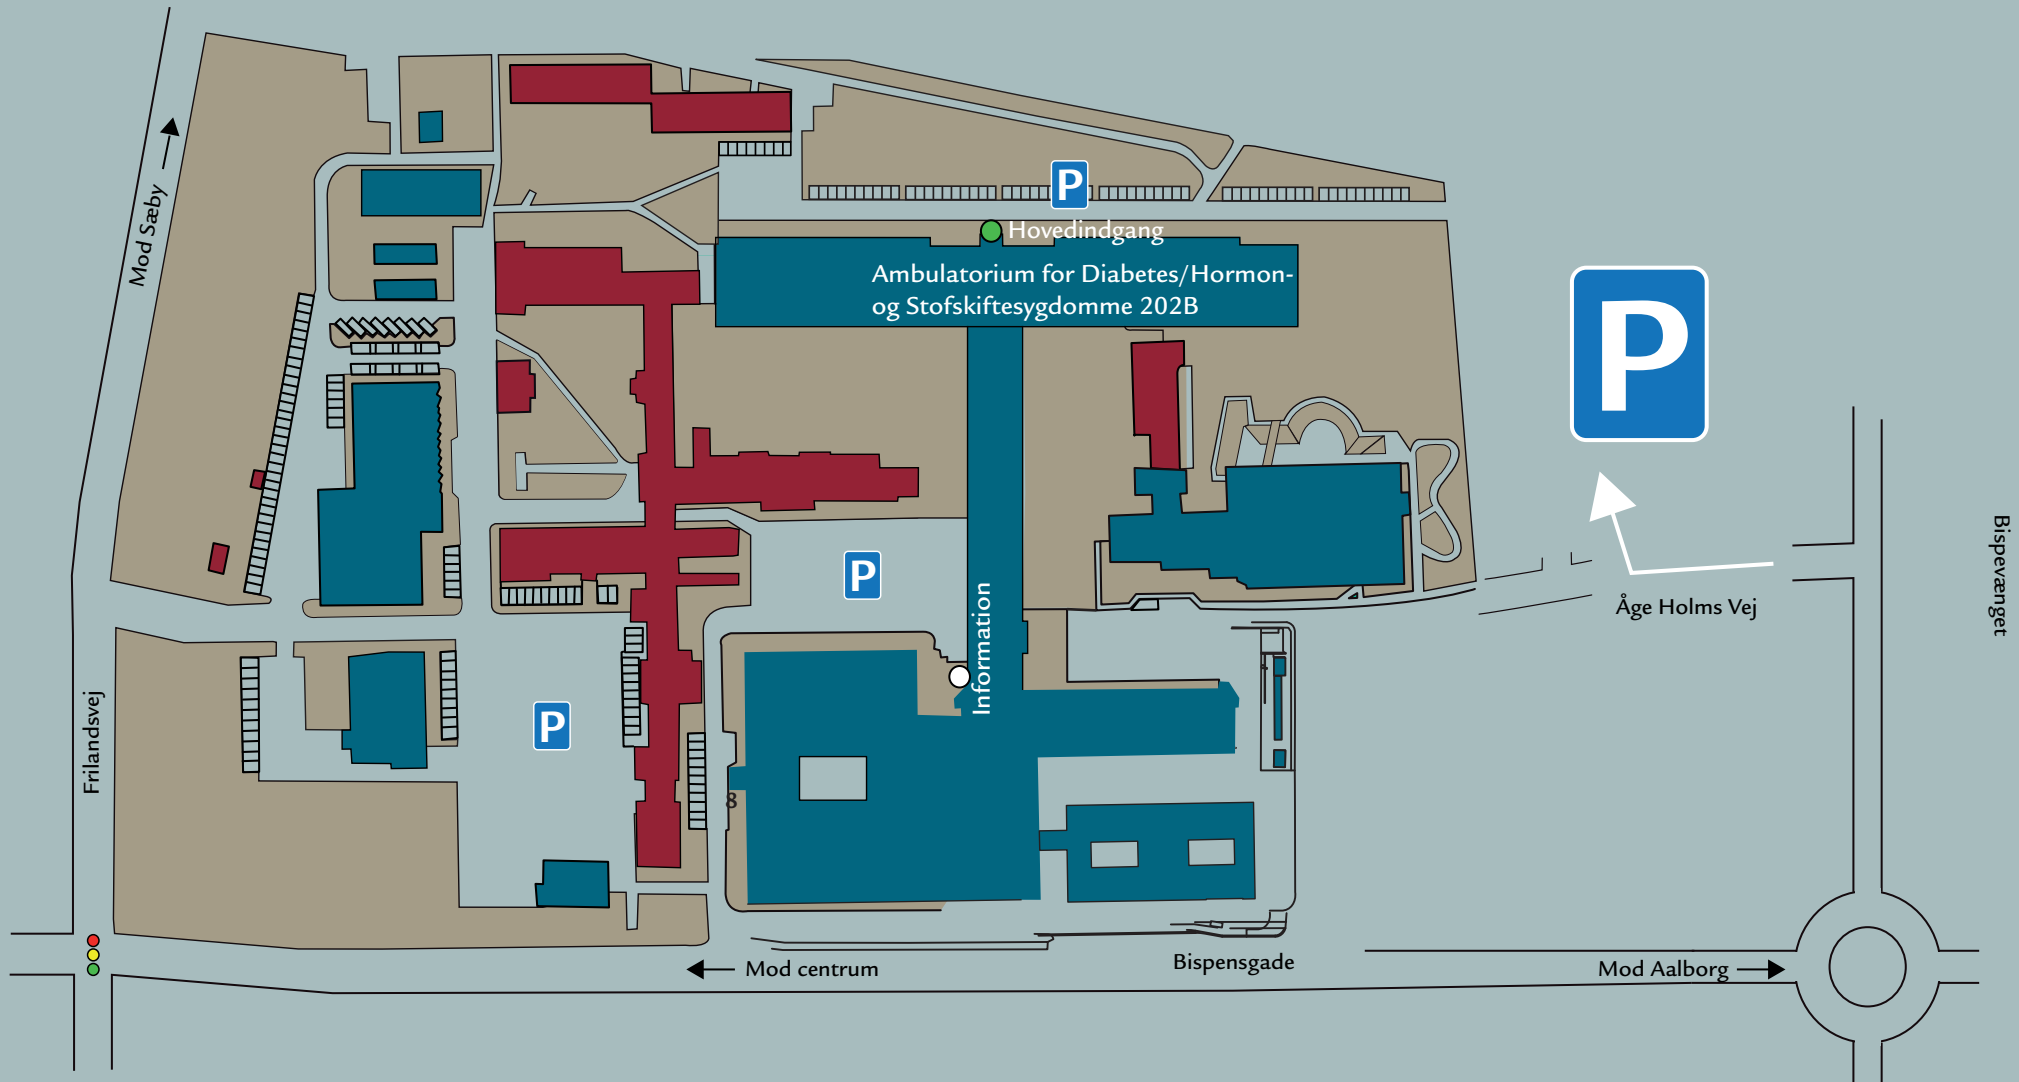 P
Hovedindgang
Ambulatorium for Diabetes/Hormon-
og Stofskiftesygdomme 202B
Mod Sæby
P
P
Information
Åge Holms Vej
Bispevænget
P
Frilandsvej
8
Mod centrum
Bispensgade
Mod Aalborg